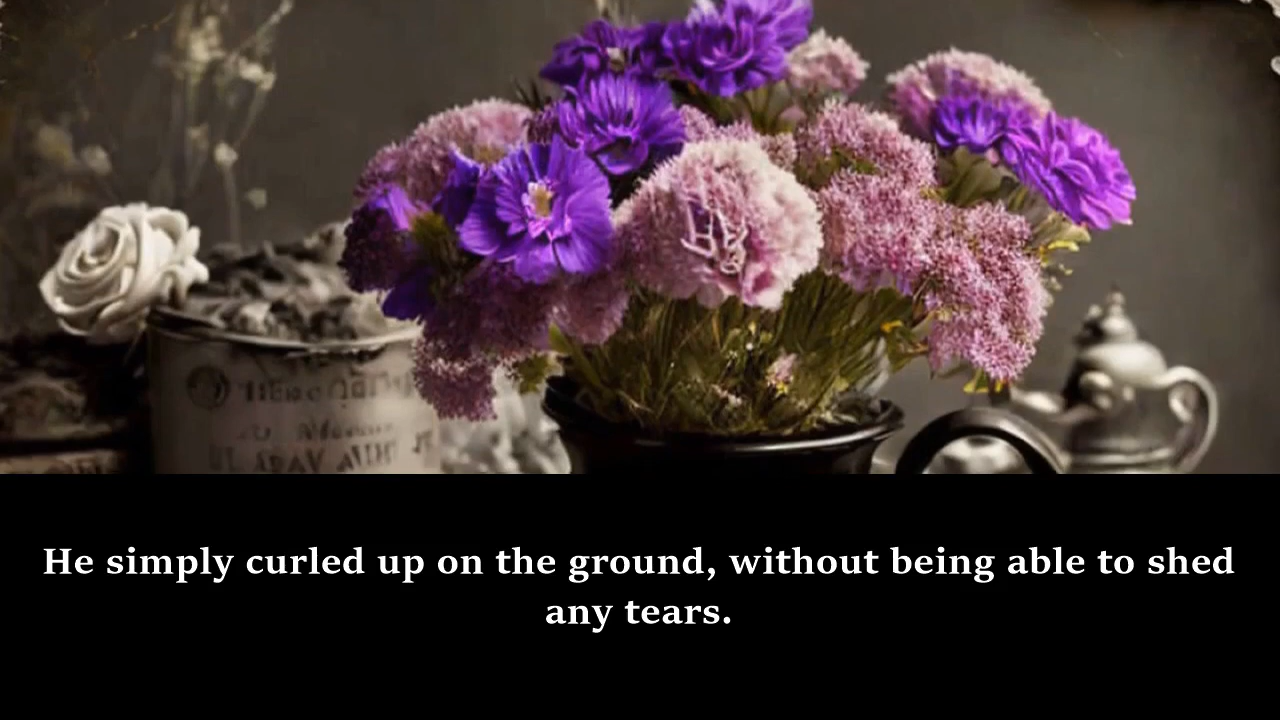 He simply curled up on the ground, without being able to shed
any tears.